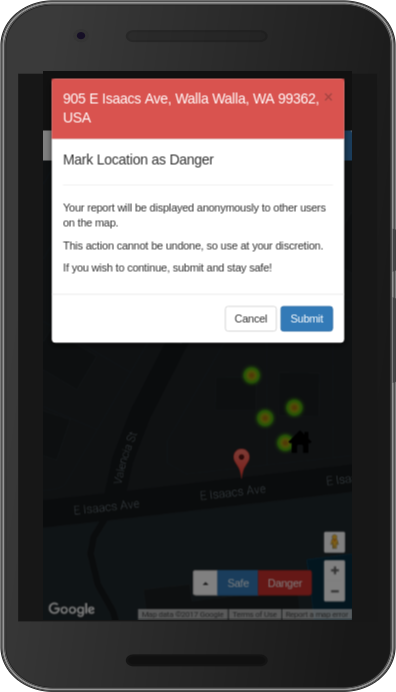 905 E Isaacs Ave, Walla Walla, WA 99362, ×
USA
Mark Location as Danger
Your report will be displayed anonymously to other users
on the map.
This action cannot be undone, so use at your discretion.
If you wish to continue, submit and stay safe!
Cancel Submit
Valencia St
E Isaacs Ave
E Isaacs Ave
E Isa
Safe Danger
+
−
Google
Map data ©2017 Google Terms of Use Report a map error